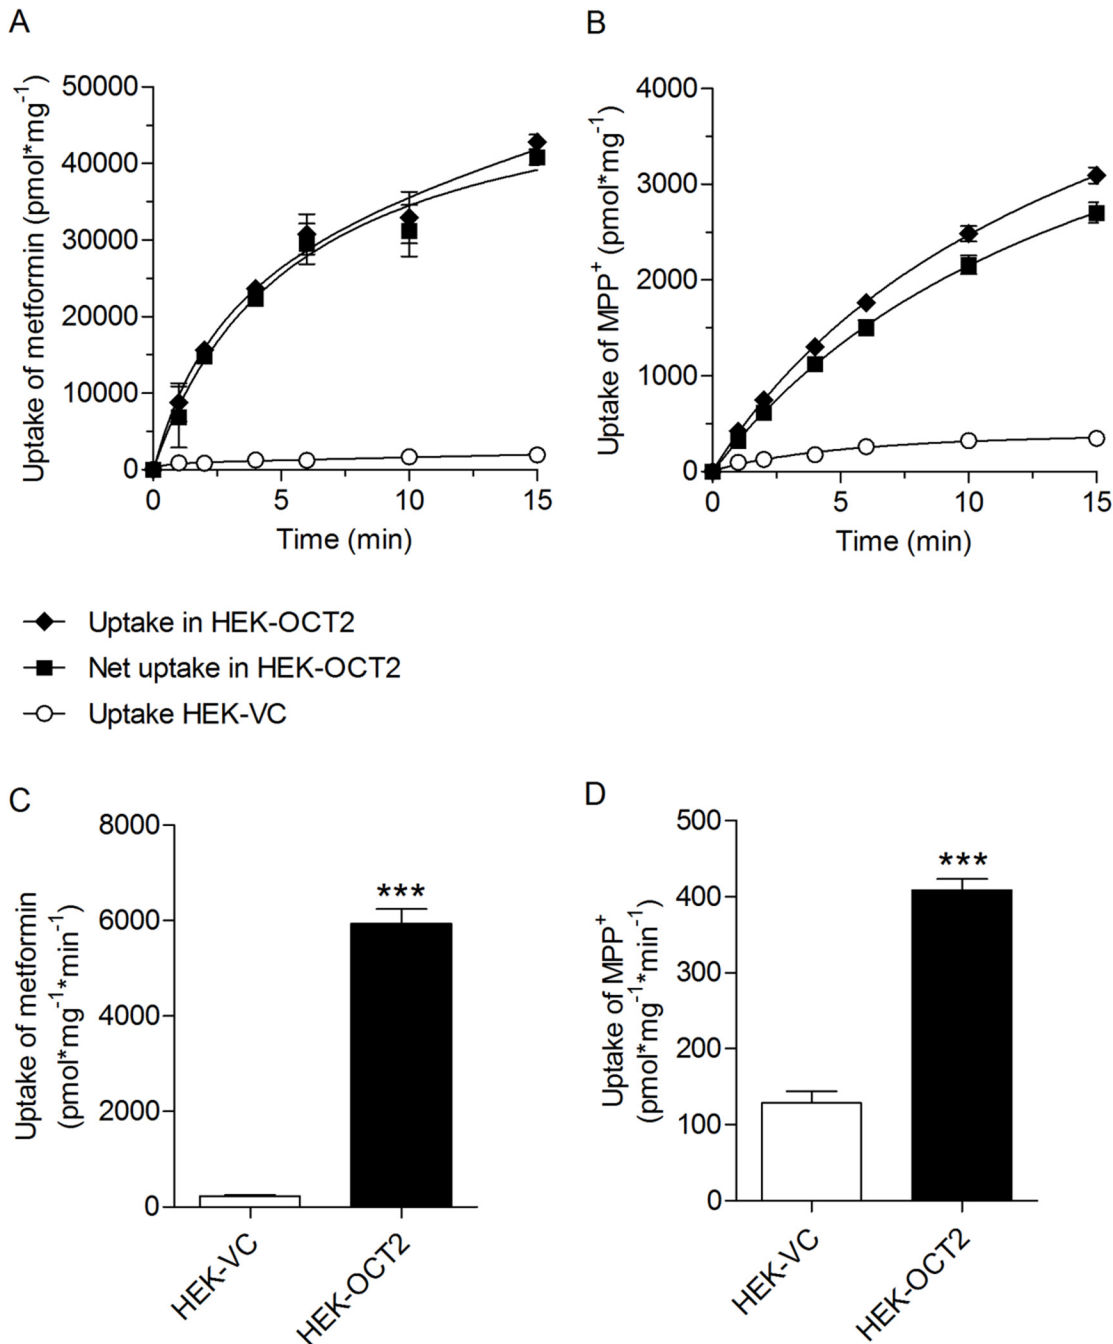 A
Uptake of metformin (pmol*mg⁻¹)
50000
40000
30000
20000
10000
0
0 5 10 15
Time (min)
B
Uptake of MPP⁺ (pmol*mg⁻¹)
4000
3000
2000
1000
0
0 5 10 15
Time (min)
Uptake in HEK-OCT2
Net uptake in HEK-OCT2
Uptake HEK-VC
C
Uptake of metformin
(pmol*mg⁻¹*min⁻¹)
8000
6000
4000
2000
0
***
HEK-VC
HEK-OCT2
D
Uptake of MPP⁺
(pmol*mg⁻¹*min⁻¹)
500
400
300
200
100
0
***
HEK-VC
HEK-OCT2